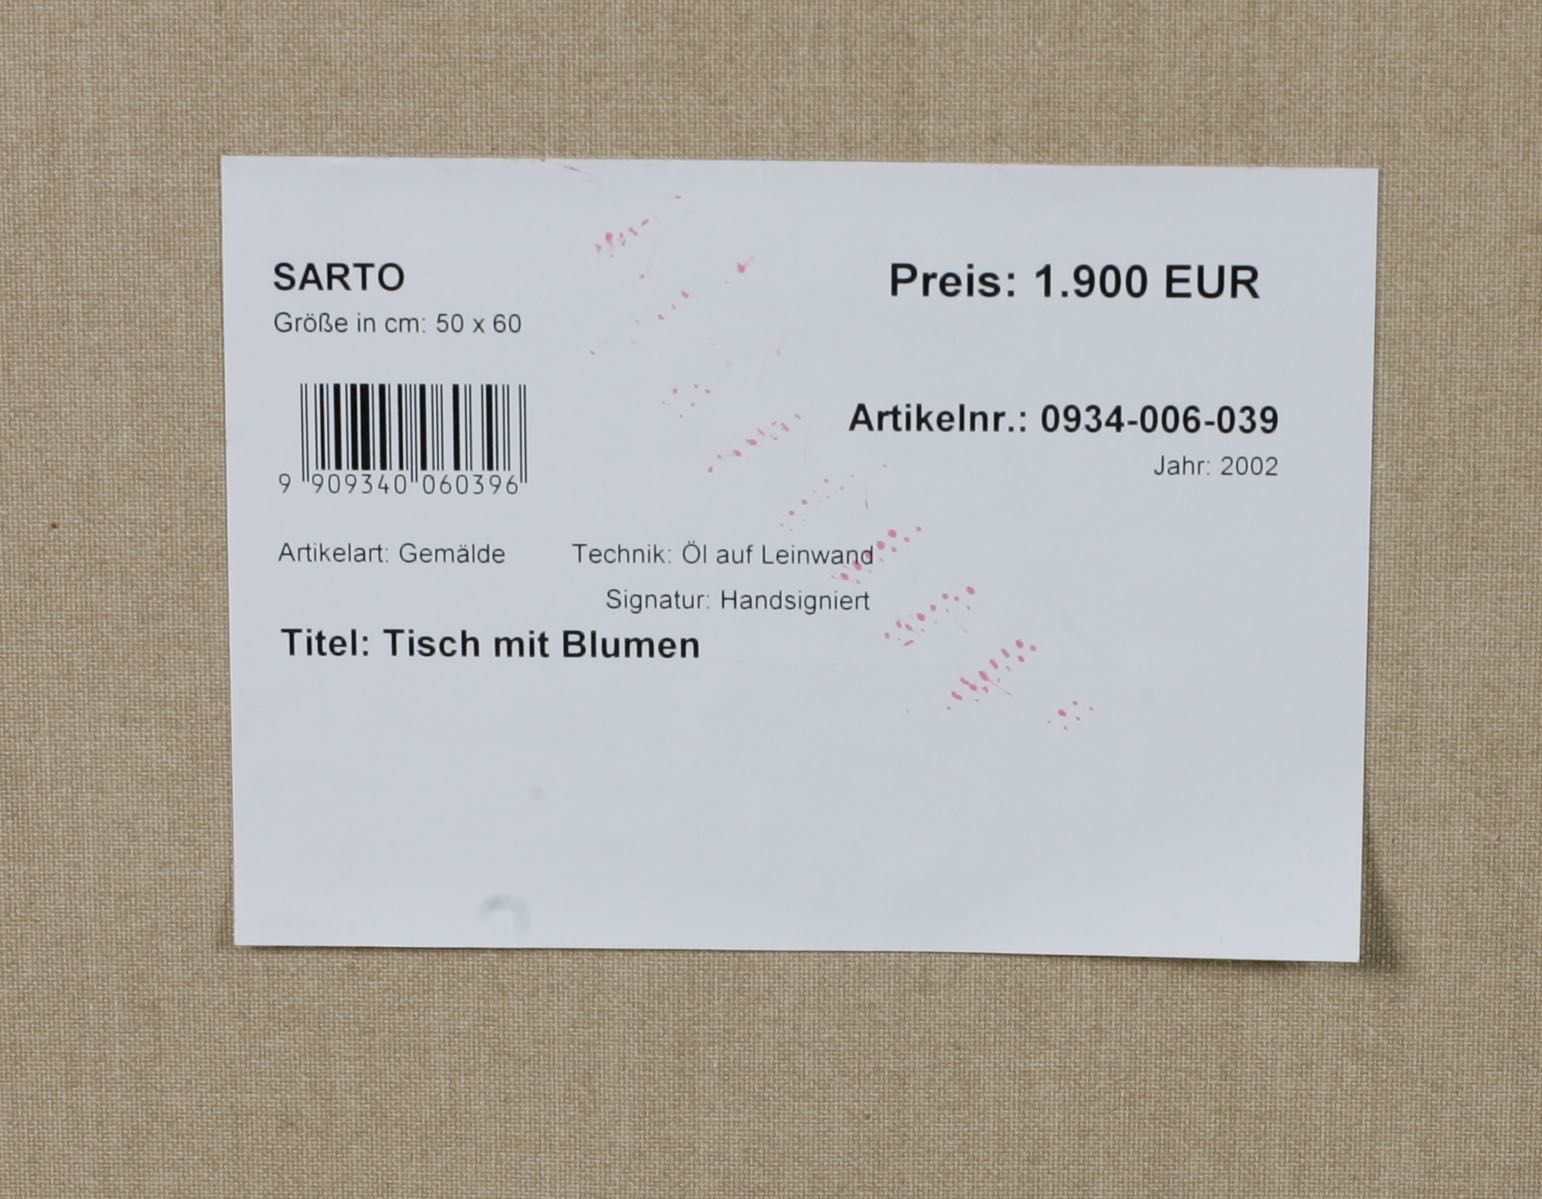 SARTO
Preis: 1.900 EUR
Größe in cm: 50 x 60
Artikelnr.: 0934-006-039
Jahr: 2002
9 909340 060396
Artikelart: Gemälde
Technik: Öl auf Leinwand
Signatur: Handsigniert
Titel: Tisch mit Blumen